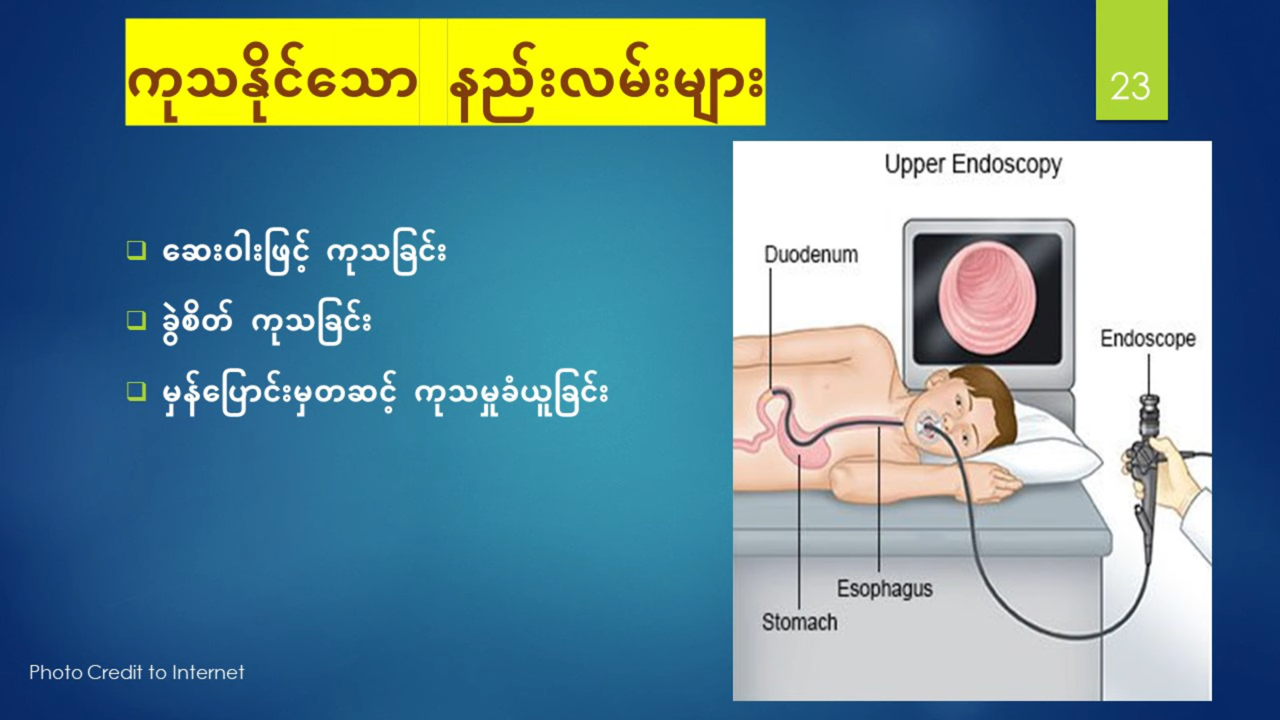 ကုသနိုင်သော နည်းလမ်းများ
23
ဆေးဝါးဖြင့် ကုသခြင်း
ခွဲစိတ် ကုသခြင်း
မှန်ပြောင်းမှတဆင့် ကုသမှုခံယူခြင်း
Upper Endoscopy
Duodenum
Endoscope
Esophagus
Stomach
Photo Credit to Internet